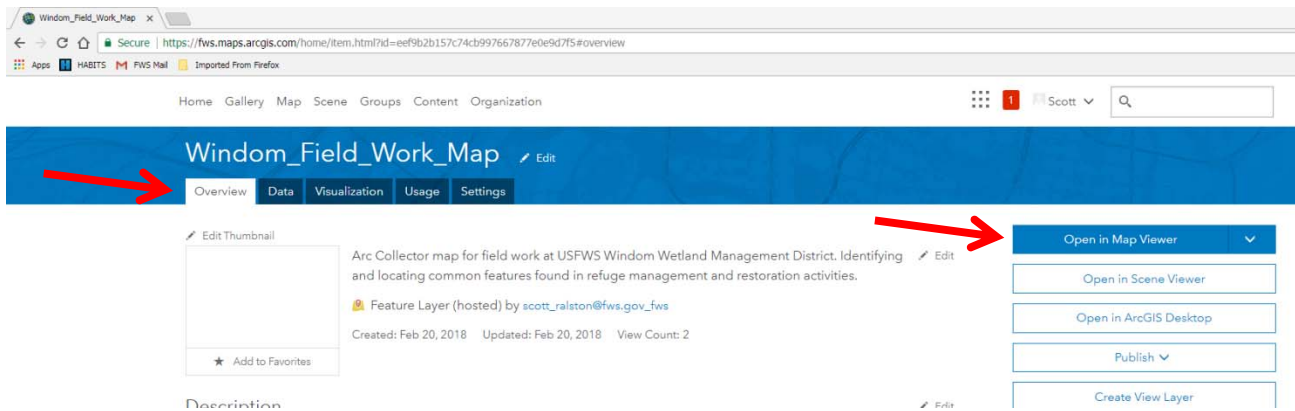 Windom_Field_Work_Map x
Secure | https://fws.maps.arcgis.com/home/item.html?id=eef9b2b157c74cb997667877e0e9d7f5#overview
Apps HABITS FWS Mail Imported From Firefox
Home Gallery Map Scene Groups Content Organization 1 Scott
Windom_Field_Work_Map Edit
Overview Data Visualization Usage Settings
Edit Thumbnail
Arc Collector map for field work at USFWS Windom Wetland Management District. Identifying Edit
and locating common features found in refuge management and restoration activities.
Feature Layer (hosted) by scott_ralston@fws.gov_fws
Created: Feb 20, 2018 Updated: Feb 20, 2018 View Count: 2
Add to Favorites
Open in Map Viewer
Open in Scene Viewer
Open in ArcGIS Desktop
Publish
Create View Layer
Description Edit